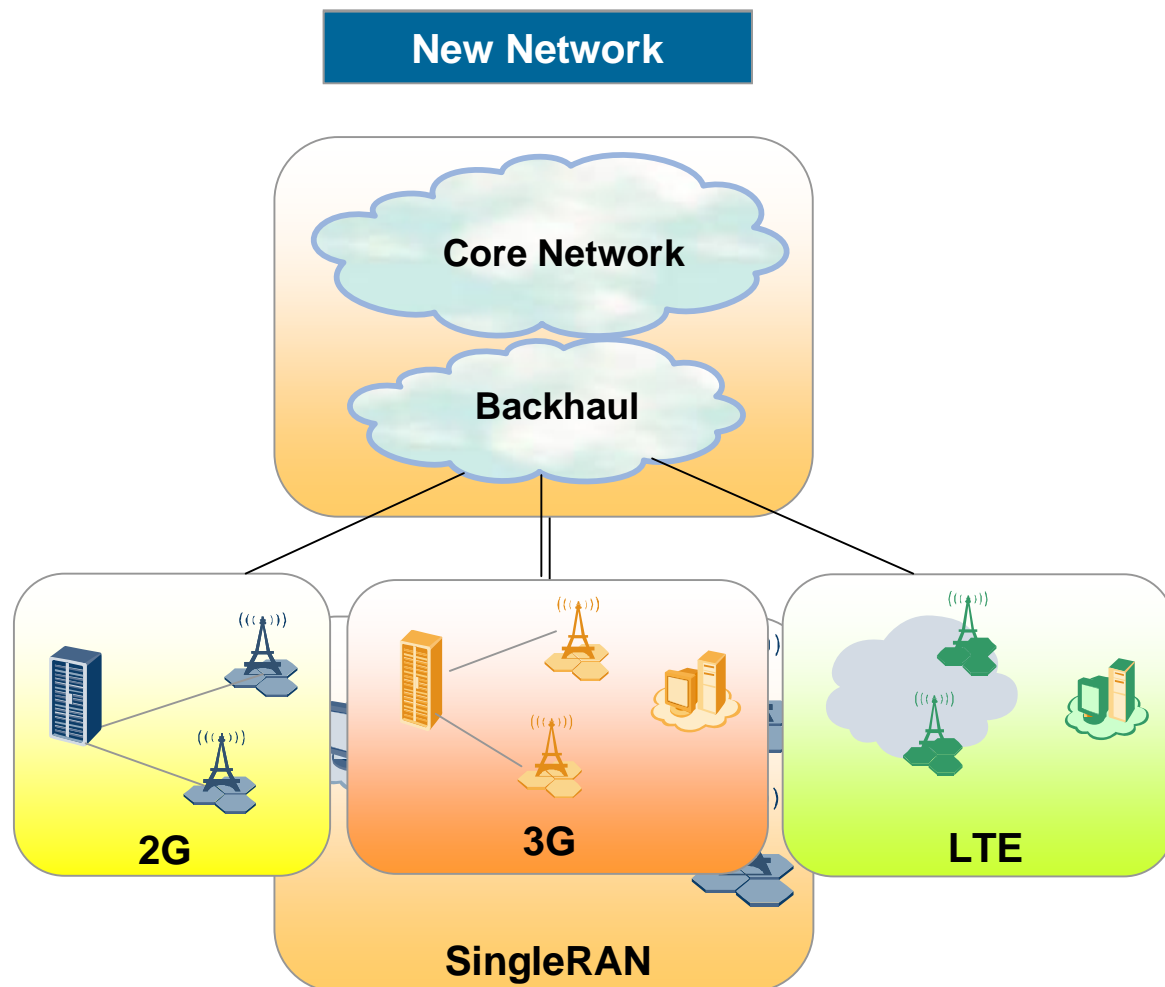 New Network
Core Network
Backhaul
2G
3G
LTE
SingleRAN